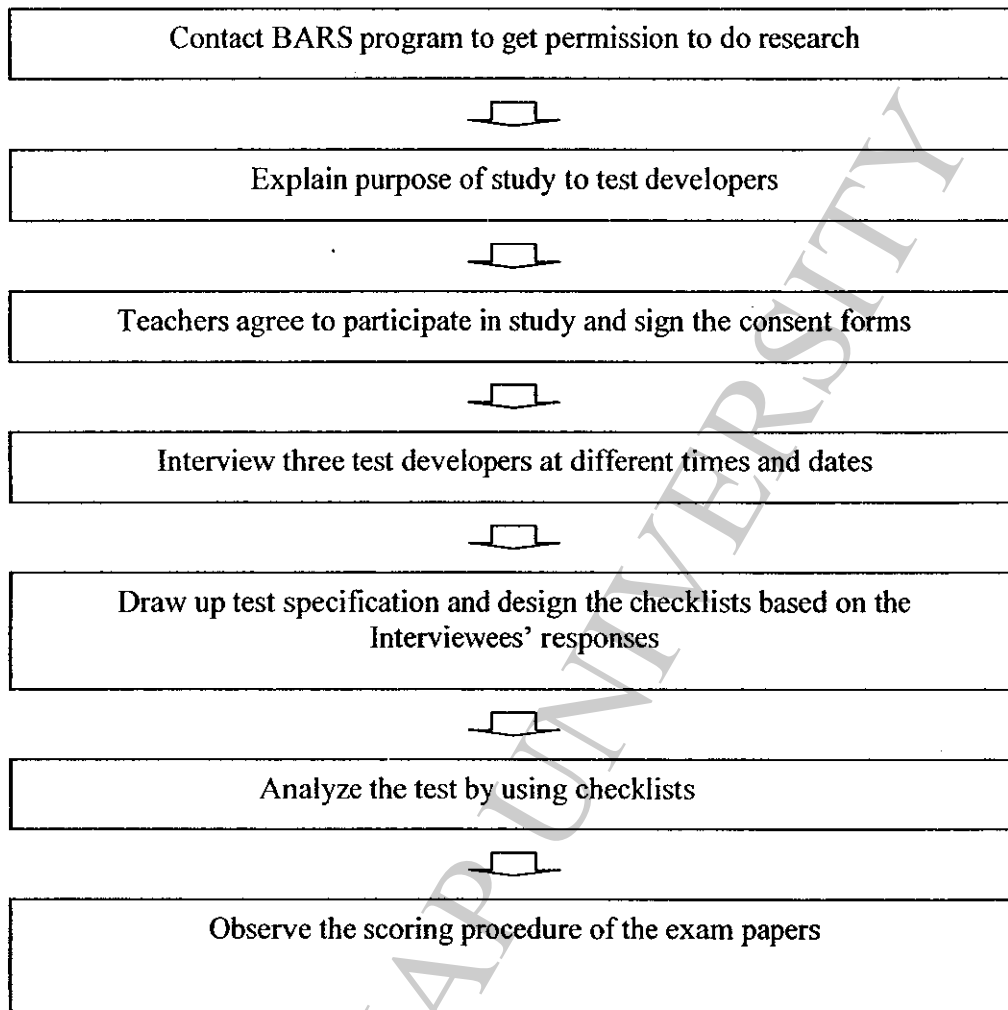 Contact BARS program to get permission to do research
Explain purpose of study to test developers
Teachers agree to participate in study and sign the consent forms
Interview three test developers at different times and dates
Draw up test specification and design the checklists based on the
Interviewees' responses
Analyze the test by using checklists
Observe the scoring procedure of the exam papers
UNIVERSITY